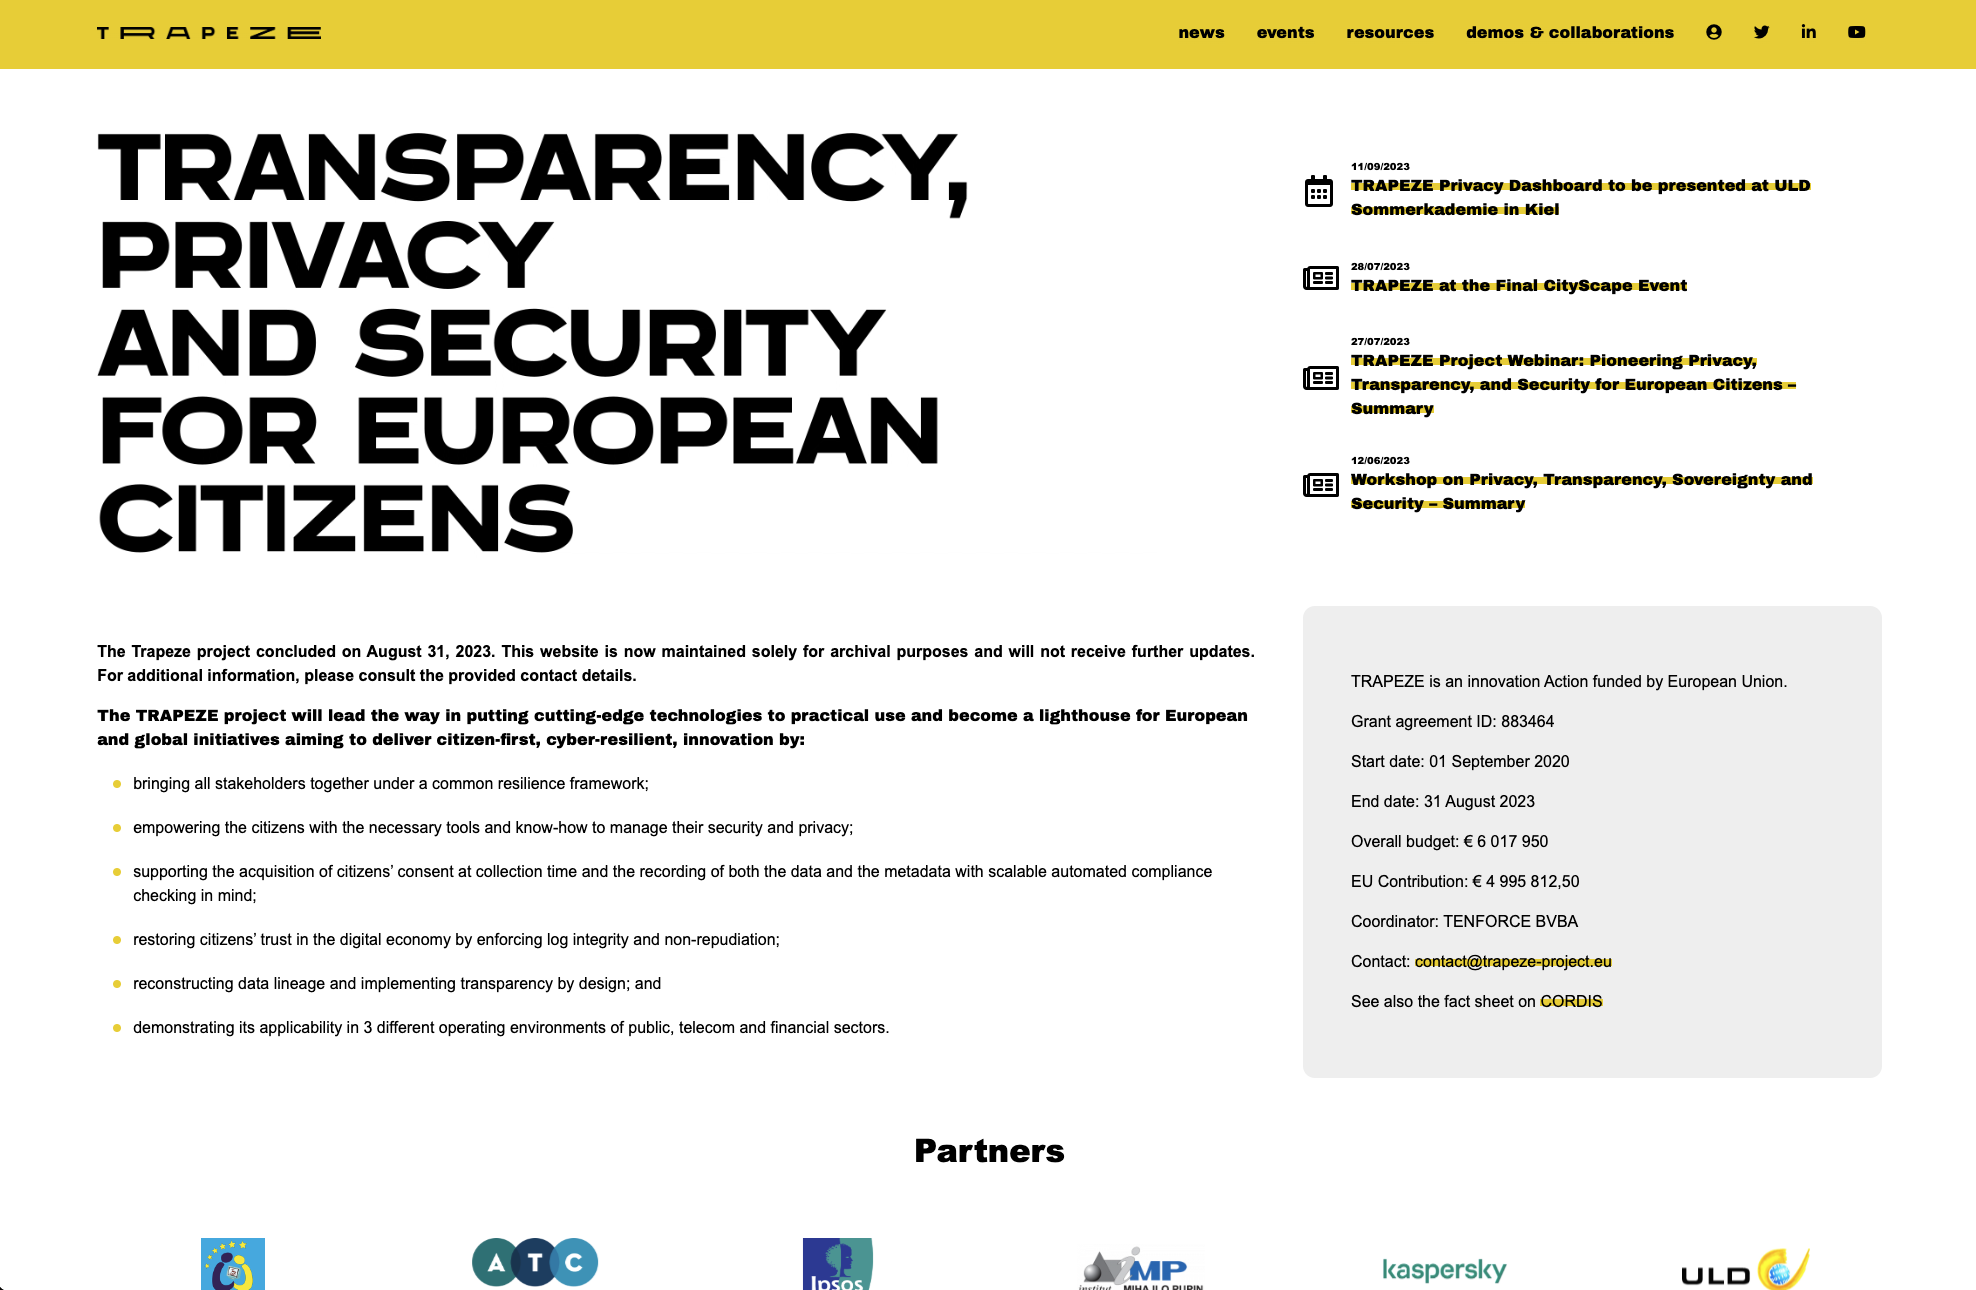 TRAPEZE
news events resources demos & collaborations
TRANSPARENCY,
PRIVACY
AND SECURITY
FOR EUROPEAN
CITIZENS
11/09/2023
TRAPEZE Privacy Dashboard to be presented at ULD
Sommerkademie in Kiel
28/07/2023
TRAPEZE at the Final CityScape Event
27/07/2023
TRAPEZE Project Webinar: Pioneering Privacy,
Transparency, and Security for European Citizens –
Summary
12/06/2023
Workshop on Privacy, Transparency, Sovereignty and
Security – Summary
The Trapeze project concluded on August 31, 2023. This website is now maintained solely for archival purposes and will not receive further updates.
For additional information, please consult the provided contact details.
The TRAPEZE project will lead the way in putting cutting-edge technologies to practical use and become a lighthouse for European
and global initiatives aiming to deliver citizen-first, cyber-resilient, innovation by:
bringing all stakeholders together under a common resilience framework;
empowering the citizens with the necessary tools and know-how to manage their security and privacy;
supporting the acquisition of citizens’ consent at collection time and the recording of both the data and the metadata with scalable automated compliance
checking in mind;
restoring citizens’ trust in the digital economy by enforcing log integrity and non-repudiation;
reconstructing data lineage and implementing transparency by design; and
demonstrating its applicability in 3 different operating environments of public, telecom and financial sectors.
TRAPEZE is an innovation Action funded by European Union.
Grant agreement ID: 883464
Start date: 01 September 2020
End date: 31 August 2023
Overall budget: € 6 017 950
EU Contribution: € 4 995 812,50
Coordinator: TENFORCE BVBA
Contact: contact@trapeze-project.eu
See also the fact sheet on CORDIS
Partners
ATC
Ipsos
iMP
institut MIHAJLO PUPIN
kaspersky
ULD